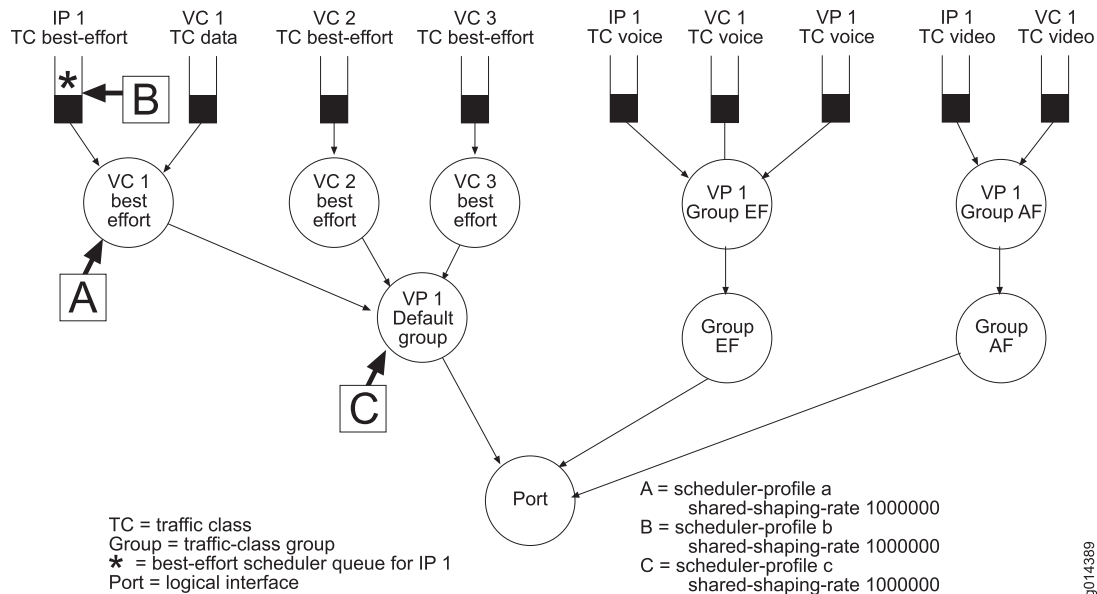 IP 1
TC best-effort
VC 1
TC data
VC 2
TC best-effort
VC 3
TC best-effort
IP 1
TC voice
VC 1
TC voice
VP 1
TC voice
IP 1
TC video
VC 1
TC video
*
B
VC 1
best
effort
VC 2
best
effort
VC 3
best
effort
VP 1
Group EF
VP 1
Group AF
A
VP 1
Default
group
Group
EF
Group
AF
C
Port
TC = traffic class
Group = traffic-class group
* = best-effort scheduler queue for IP 1
Port = logical interface
A = scheduler-profile a
shared-shaping-rate 1000000
B = scheduler-profile b
shared-shaping-rate 1000000
C = scheduler-profile c
shared-shaping-rate 1000000
g014389